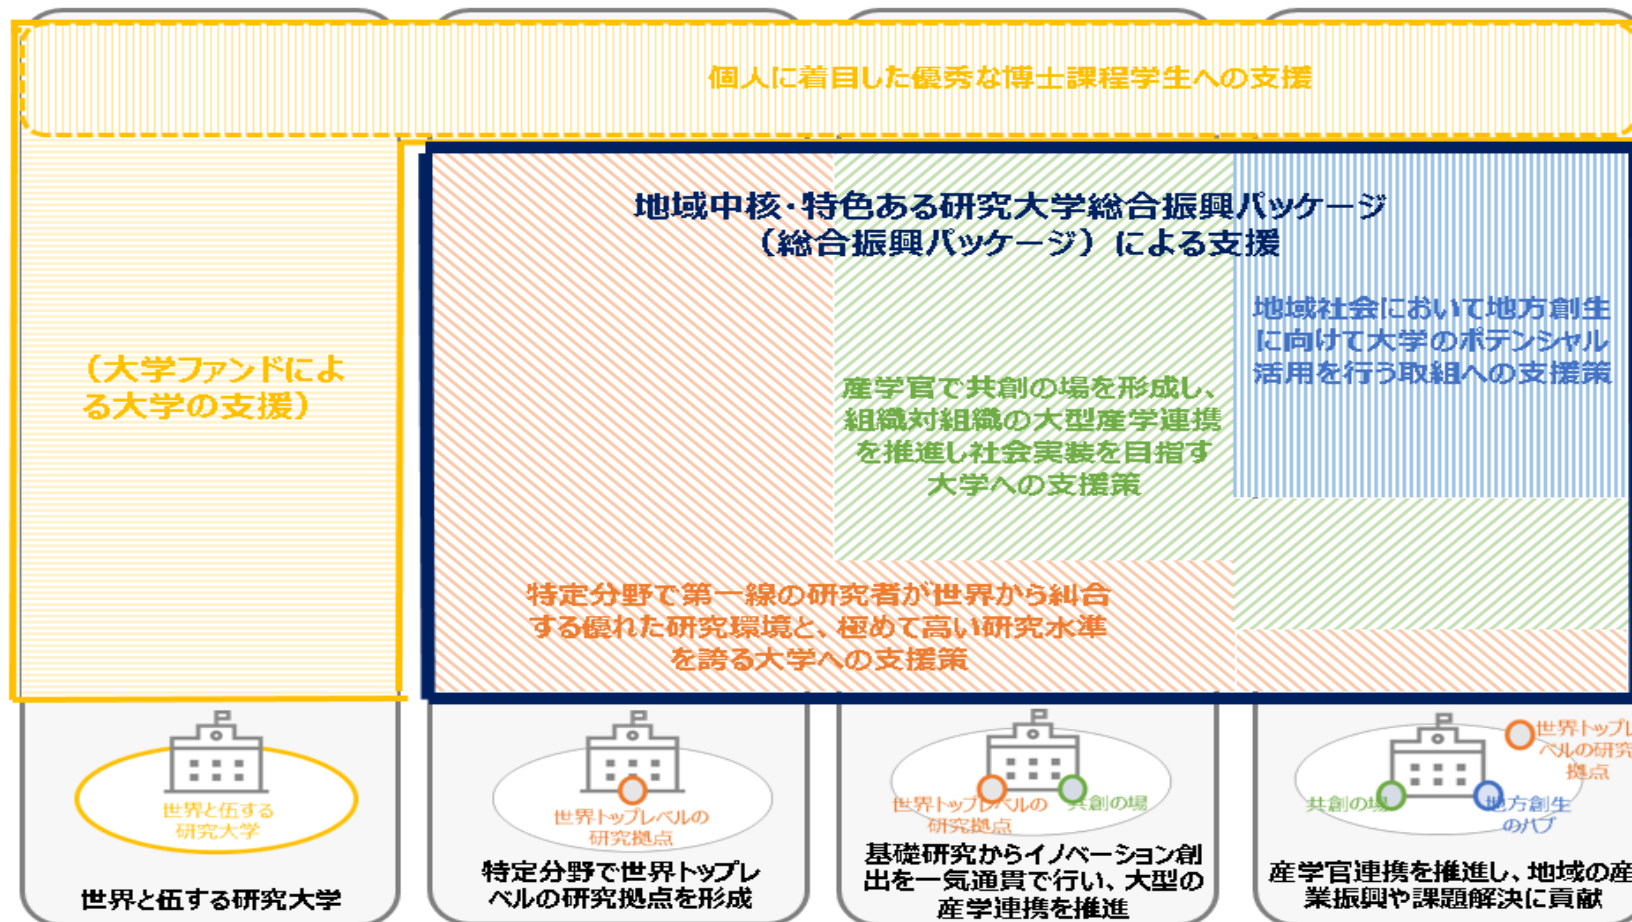 個人に着目した優秀な博士課程学生への支援
地域中核・特色ある研究大学総合振興パッケージ
（総合振興パッケージ）による支援
（大学ファンドによ
る大学の支援）
地域社会において地方創生
に向けて大学のポテンシャル
活用を行う取組への支援策
産学官で共創の場を形成し、
組織対組織の大型産学連携
を推進し社会実装を目指す
大学への支援策
特定分野で第一線の研究者が世界から糾合
する優れた研究環境と、極めて高い研究水準
を誇る大学への支援策
世界と伍する
研究大学
世界と伍する研究大学
世界トップレベルの
研究拠点
特定分野で世界トップレ
ベルの研究拠点を形成
世界トップレベルの
研究拠点
共創の場
基礎研究からイノベーション創
出を一気通貫で行い、大型の
産学連携を推進
世界トップレ
ベルの研究
拠点
共創の場
地方創生
のハブ
産学官連携を推進し、地域の産
業振興や課題解決に貢献